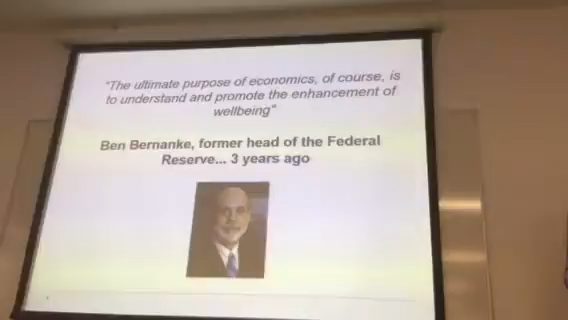 "The ultimate purpose of economics, of course, is
to understand and promote the enhancement of
wellbeing"
Ben Bernanke, former head of the Federal
Reserve... 3 years ago